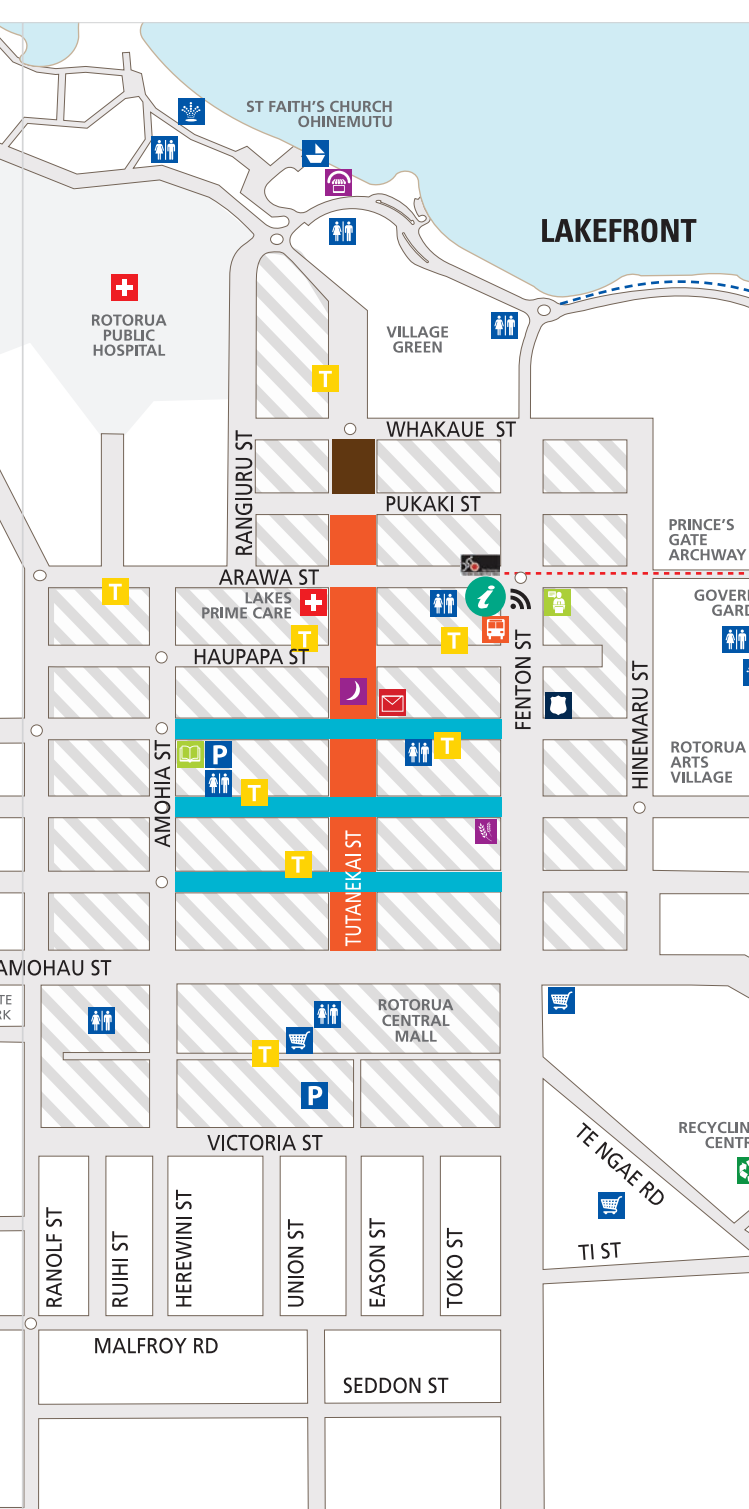 ST FAITH'S CHURCH
OHINEMUTU
LAKEFRONT
ROTORUA
PUBLIC
HOSPITAL
VILLAGE
GREEN
T
WHAKAUE ST
RANGIURU ST
PUKAKI ST
PRINCE'S
GATE
ARCHWAY
ARAWA ST
T
LAKES
PRIME CARE
i
T
T
HAUPAPA ST
FENTON ST
HINEMARU ST
AMOHIA ST
P
T
T
ROTORUA
ARTS
VILLAGE
T
TUTANEKAI ST
AMOHAU ST
ROTORUA
CENTRAL
MALL
T
P
VICTORIA ST
TE NGAE RD
TI ST
RANOLF ST
RUIHI ST
HEREWINI ST
UNION ST
EASON ST
TOKO ST
MALFROY RD
SEDDON ST